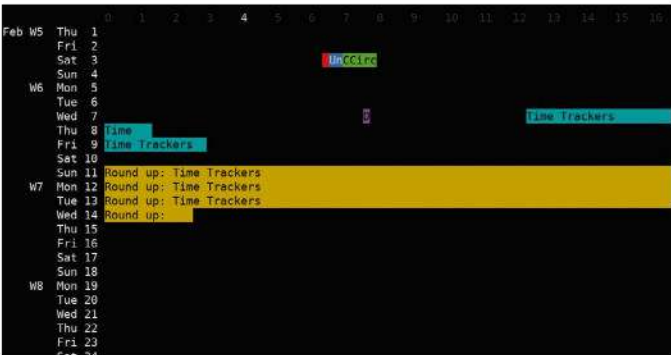 0 1 2 3 4 5 6 7 8 9 10 11 12 13 14 15 16
Feb W5 Thu 1
Fri 2
Sat 3 UnCCirc
Sun 4
W6 Mon 5
Tue 6
Wed 7 Time Trackers
Thu 8 Time
Fri 9 Time Trackers
Sat 10
Sun 11 Round up: Time Trackers
W7 Mon 12 Round up: Time Trackers
Tue 13 Round up: Time Trackers
Wed 14 Round up:
Thu 15
Fri 16
Sat 17
Sun 18
W8 Mon 19
Tue 20
Wed 21
Thu 22
Fri 23